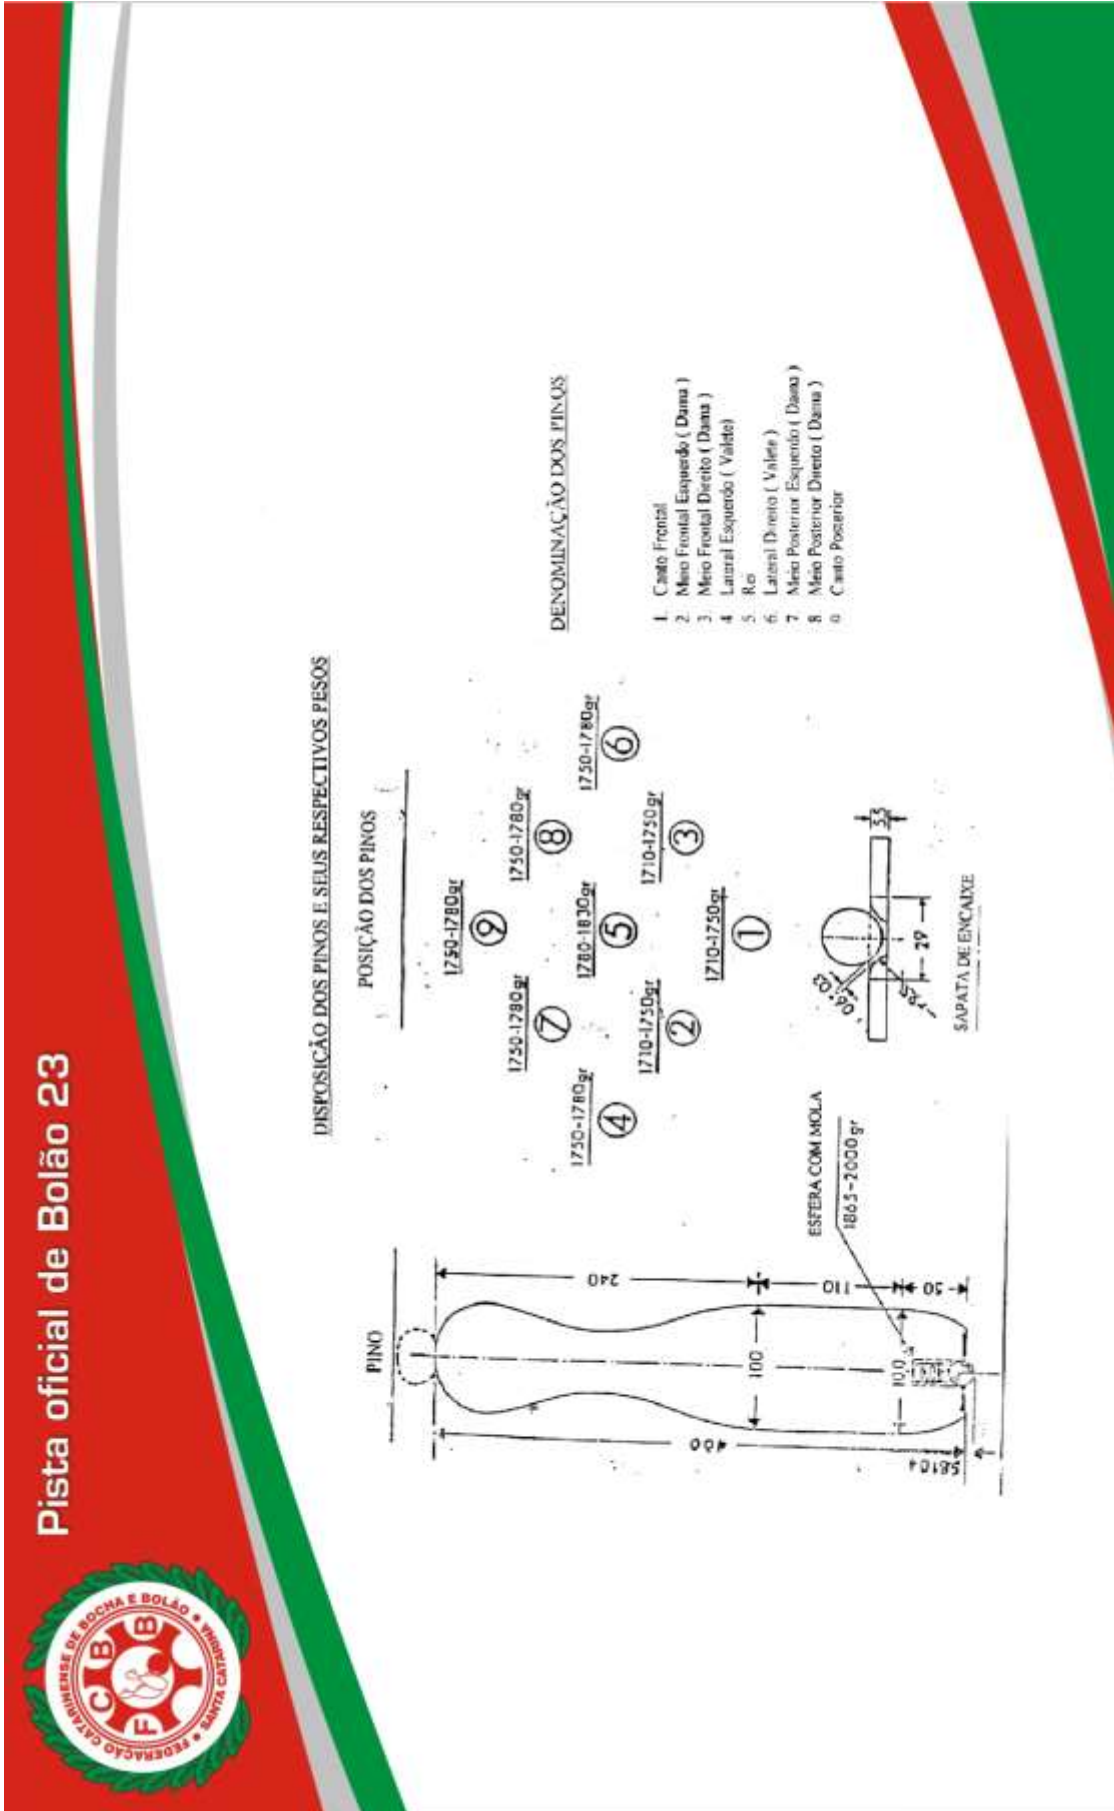 Pista oficial de Bolão 23
FEDERAÇÃO CATARINENSE DE BOCHA E BOLÃO • SANTA CATARINA •
F C B B
DISPOSIÇÃO DOS PINOS E SEUS RESPECTIVOS PESOS
PINO
240
110
50
400
100
100
ESFERA COM MOLA
1865-2000gr
POSIÇÃO DOS PINOS
1750-1780gr
9
1750-1780gr
7
1750-1780gr
8
1750-1780gr
4
1780-1830gr
5
1750-1780gr
6
1710-1750gr
2
1710-1750gr
3
1710-1750gr
1
29
SAPATA DE ENCAIXE
DENOMINAÇÃO DOS PINOS
1. Canto Frontal
2. Meio Frontal Esquerdo ( Dama )
3. Meio Frontal Direito ( Dama )
4 Lateral Esquerdo ( Valete)
5. Rei
6. Lateral Direito ( Valete )
7 Meio Posterior Esquerdo ( Dama )
8 Meio Posterior Direito ( Dama )
Canto Posterior